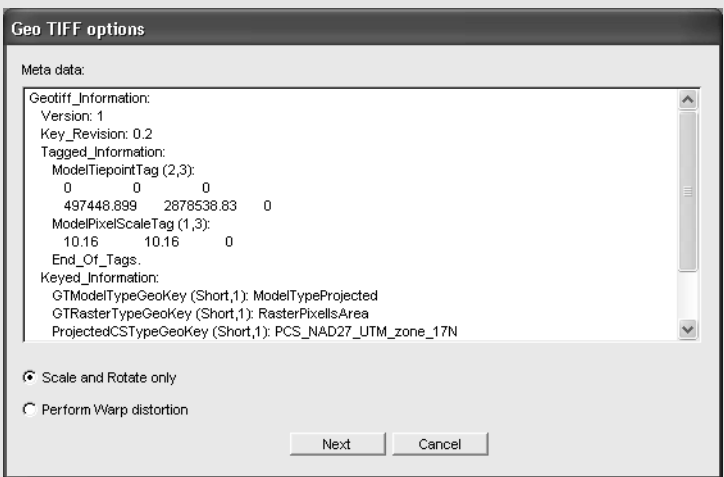 Geo TIFF options
Meta data:
Geotiff_Information:
Version: 1
Key_Revision: 0.2
Tagged_Information:
ModelTiepointTag (2,3):
0 0 0
497448.899 2878538.83 0
ModelPixelScaleTag (1,3):
10.16 10.16 0
End_Of_Tags.
Keyed_Information:
GTModelTypeGeoKey (Short,1): ModelTypeProjected
GTRasterTypeGeoKey (Short,1): RasterPixelIsArea
ProjectedCSTypeGeoKey (Short,1): PCS_NAD27_UTM_zone_17N
Scale and Rotate only
Perform Warp distortion
Next Cancel